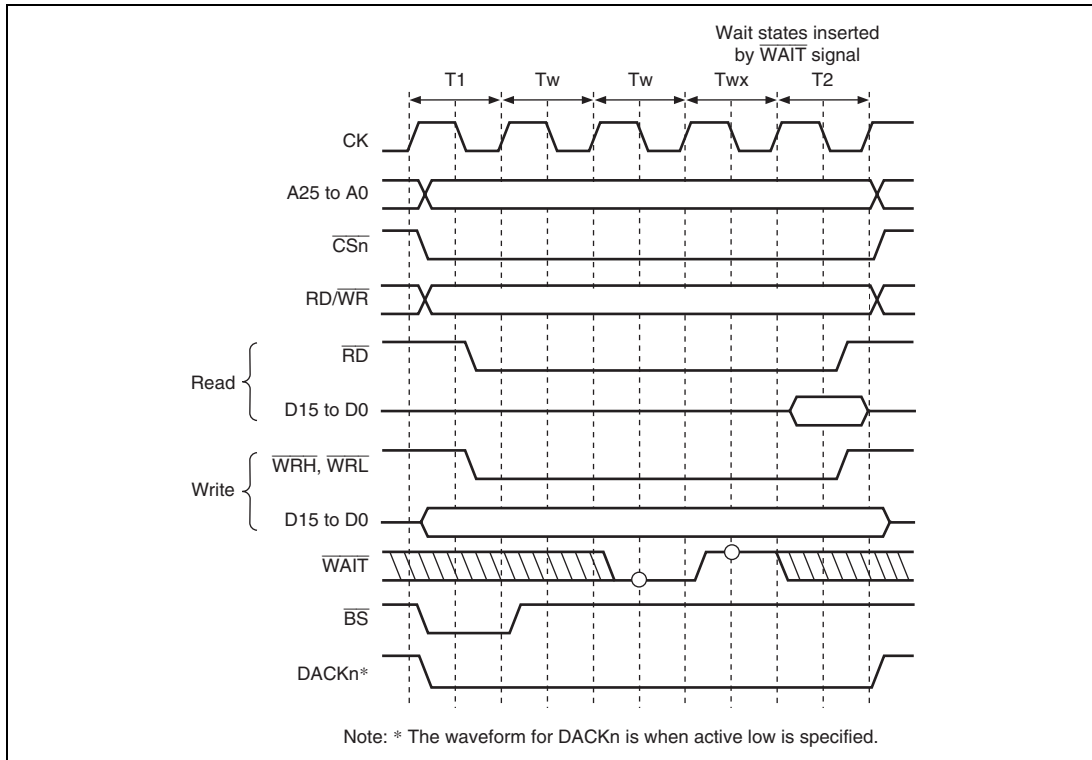 Wait states inserted
by WAIT signal
T1 Tw Tw Twx T2
CK
A25 to A0
CSn
RD/WR
RD
Read
D15 to D0
WRH, WRL
Write
D15 to D0
WAIT
BS
DACKn*
Note: * The waveform for DACKn is when active low is specified.